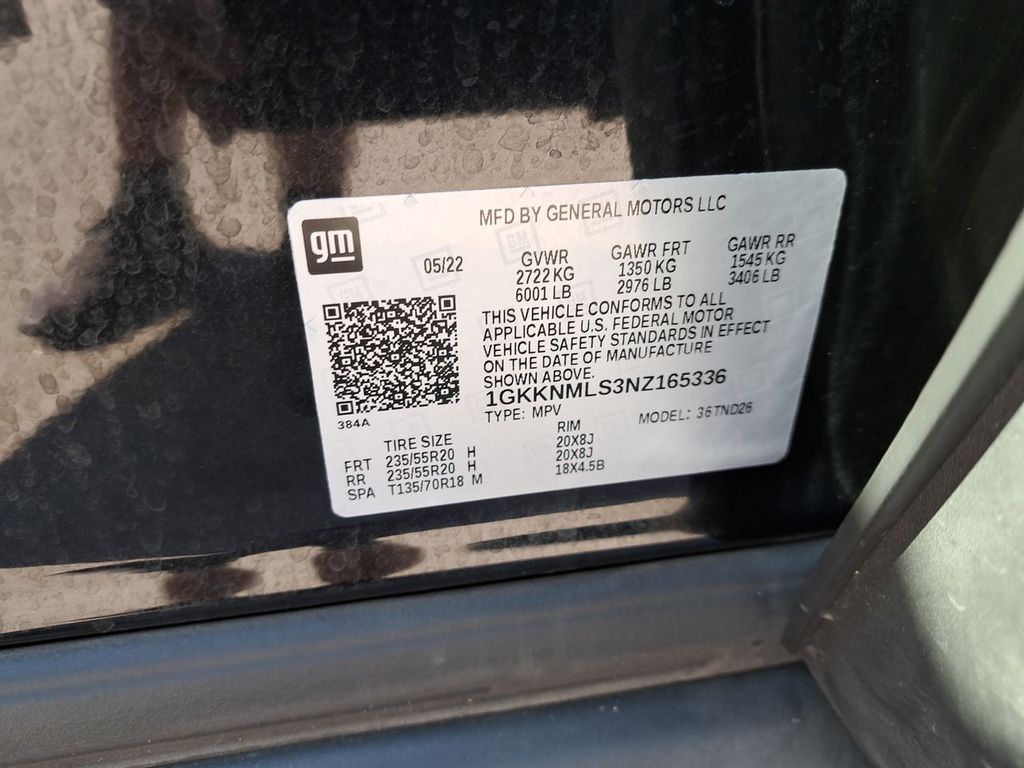 MFD BY GENERAL MOTORS LLC
gm
05/22
GVWR GAWR FRT GAWR RR
2722 KG 1350 KG 1545 KG
6001 LB 2976 LB 3406 LB
THIS VEHICLE CONFORMS TO ALL
APPLICABLE U.S. FEDERAL MOTOR
VEHICLE SAFETY STANDARDS IN EFFECT
ON THE DATE OF MANUFACTURE
SHOWN ABOVE.
1GKKNMLS3NZ165336
TYPE: MPV MODEL: 36TND26
384A
TIRE SIZE RIM
FRT 235/55R20 H 20X8J
RR 235/55R20 H 20X8J
SPA T135/70R18 M 18X4.5B